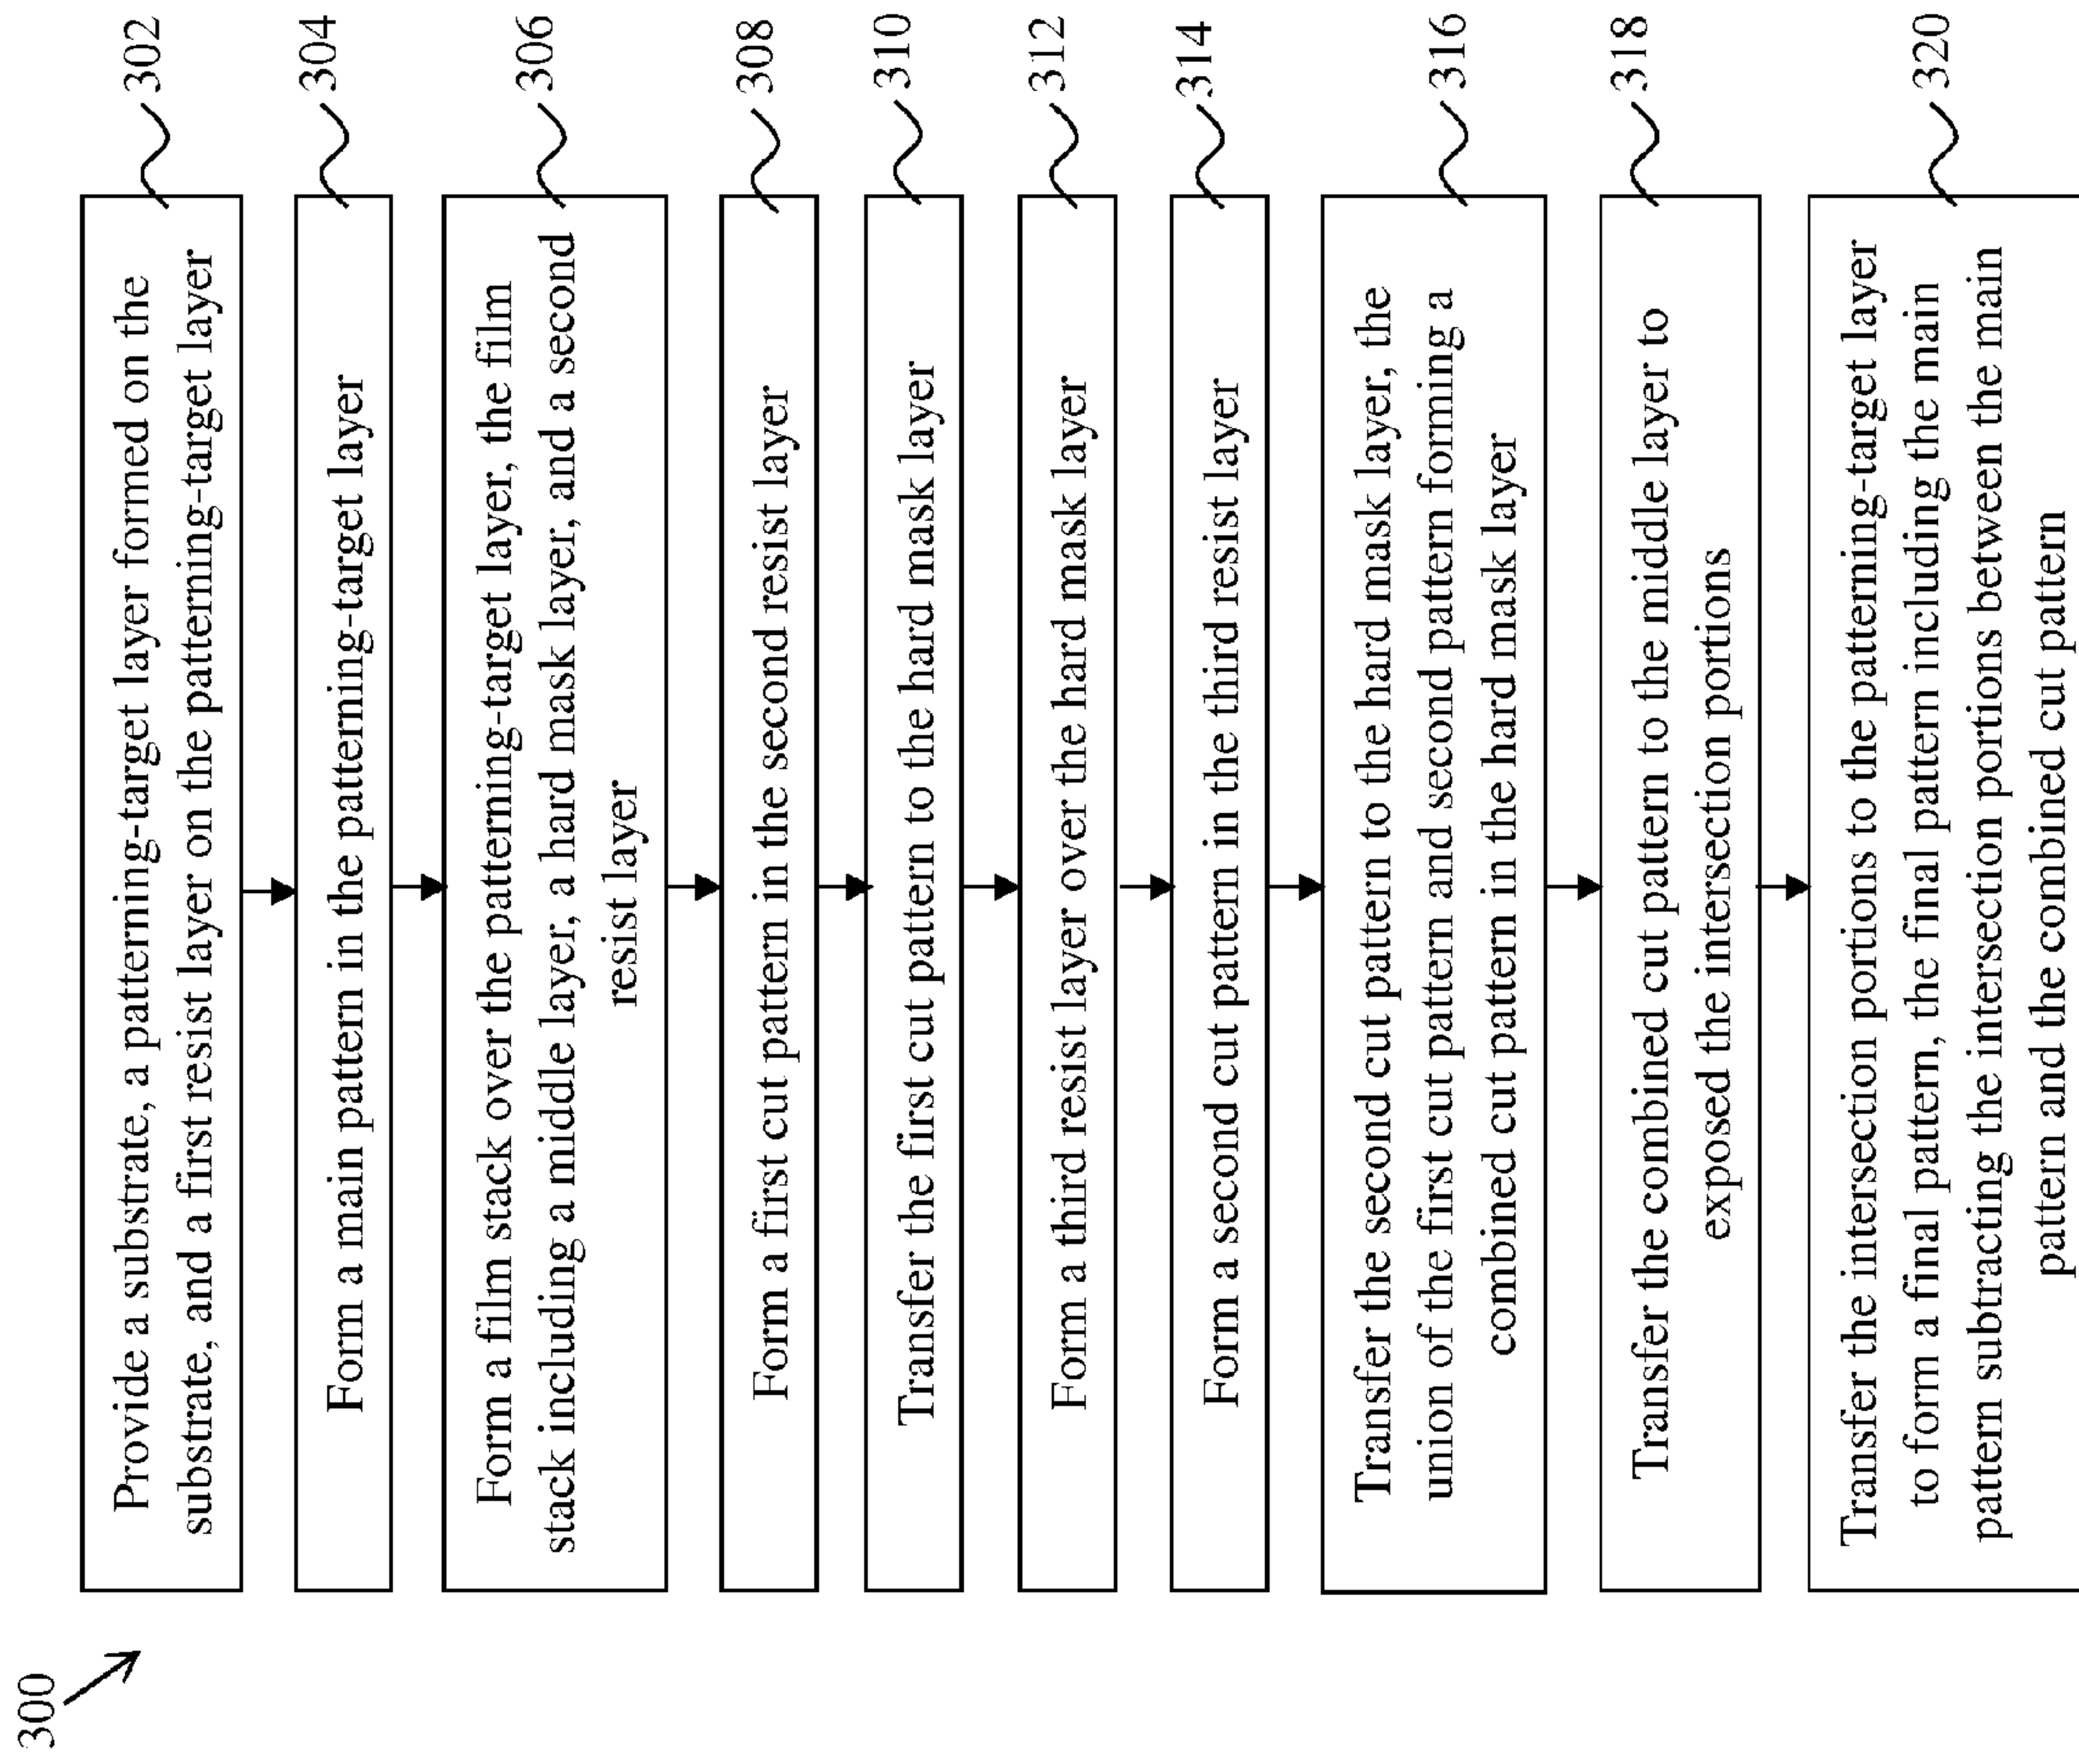 300
Provide a substrate, a patterning-target layer formed on the
substrate, and a first resist layer on the patterning-target layer
302
Form a main pattern in the patterning-target layer
304
Form a film stack over the patterning-target layer, the film
stack including a middle layer, a hard mask layer, and a second
resist layer
306
Form a first cut pattern in the second resist layer
308
Transfer the first cut pattern to the hard mask layer
310
Form a third resist layer over the hard mask layer
312
Form a second cut pattern in the third resist layer
314
Transfer the second cut pattern to the hard mask layer, the
union of the first cut pattern and second pattern forming a
combined cut pattern in the hard mask layer
316
Transfer the combined cut pattern to the middle layer to
exposed the intersection portions
318
Transfer the intersection portions to the patterning-target layer
to form a final pattern, the final pattern including the main
pattern subtracting the intersection portions between the main
pattern and the combined cut pattern
320